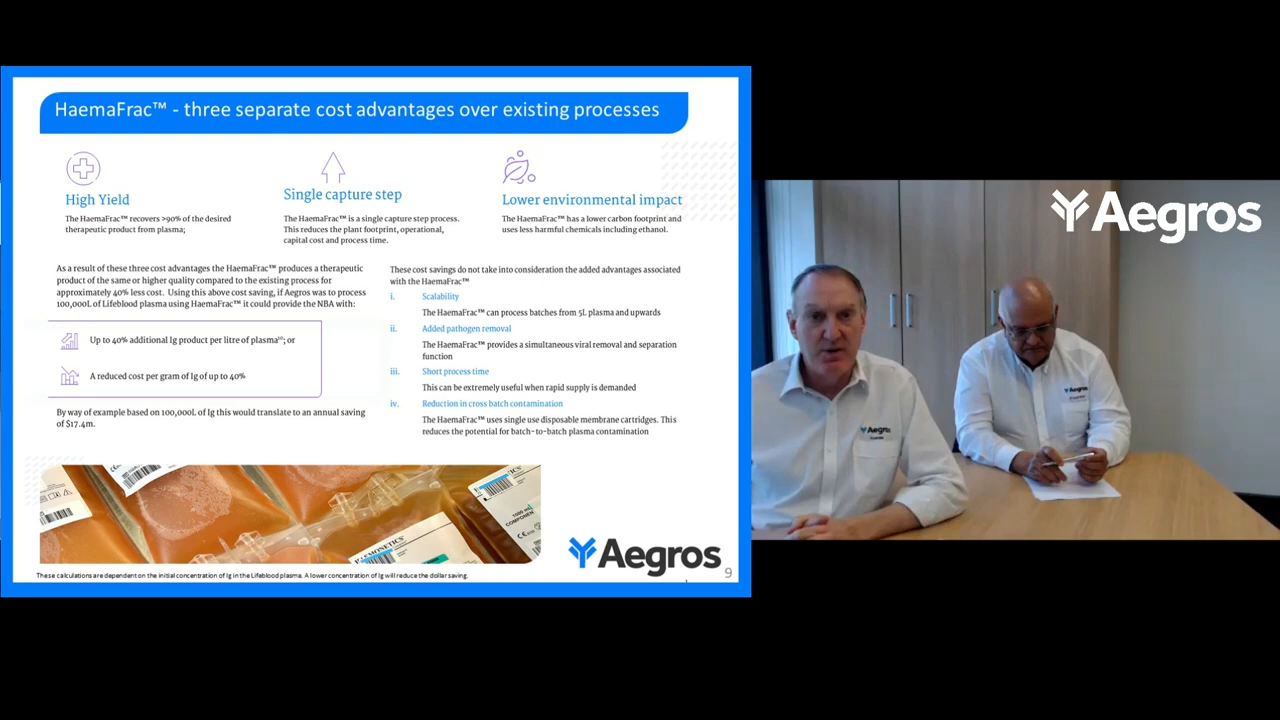 HaemaFrac™ - three separate cost advantages over existing processes
High Yield
The HaemaFrac™ recovers >90% of the desired
therapeutic product from plasma;
Single capture step
The HaemaFrac™ is a single capture step process.
This reduces the plant footprint, operational,
capital cost and process time.
Lower environmental impact
The HaemaFrac™ has a lower carbon footprint and
uses less harmful chemicals including ethanol.
As a result of these three cost advantages the HaemaFrac™ produces a therapeutic
product of the same or higher quality compared to the existing process for
approximately 40% less cost. Using this above cost saving, if Aegros was to process
100,000L of Lifeblood plasma using HaemaFrac™ it could provide the NBA with:
Up to 40% additional Ig product per litre of plasma; or
A reduced cost per gram of Ig of up to 40%
By way of example based on 100,000L of Ig this would translate to an annual saving
of $17.4m.
These cost savings do not take into consideration the added advantages associated
with the HaemaFrac™
i. Scalability
The HaemaFrac™ can process batches from 5L plasma and upwards
ii. Added pathogen removal
The HaemaFrac™ provides a simultaneous viral removal and separation
function
iii. Short process time
This can be extremely useful when rapid supply is demanded
iv. Reduction in cross batch contamination
The HaemaFrac™ uses single use disposable membrane cartridges. This
reduces the potential for batch-to-batch plasma contamination
HAEMONETICS
Aegros
These calculations are dependent on the initial concentration of Ig in the Lifeblood plasma. A lower concentration of Ig will reduce the dollar saving.
9
Aegros
Aegros
Aegros